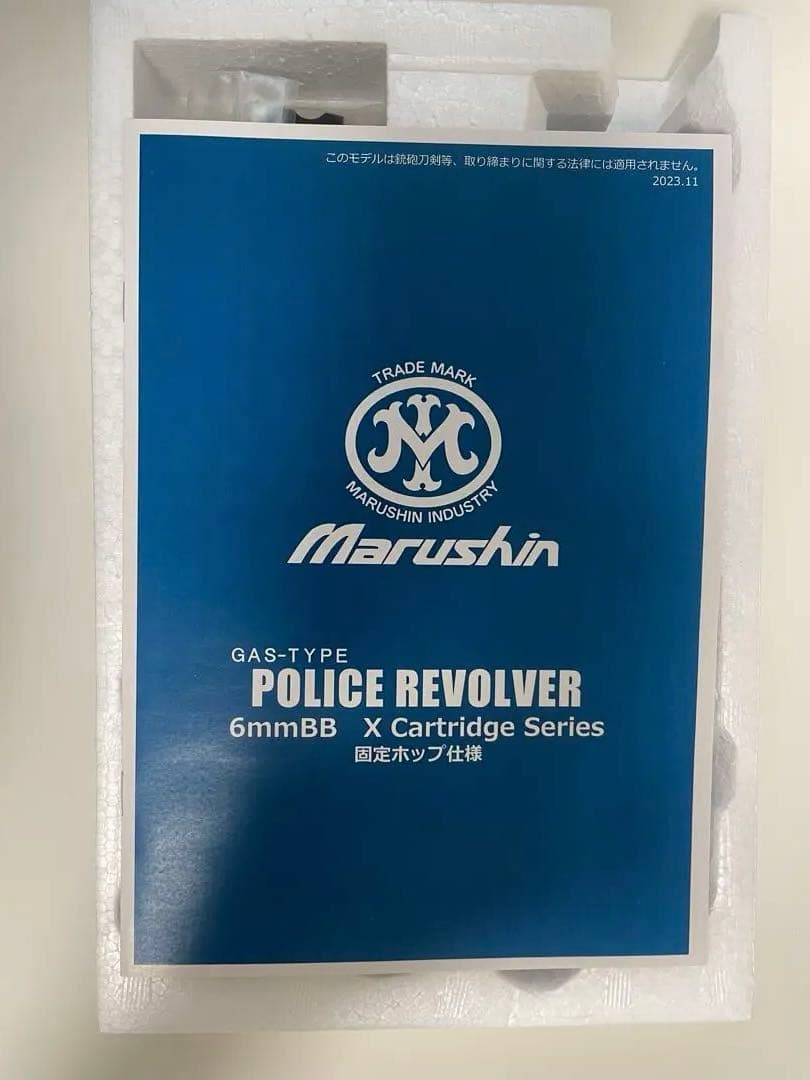 このモデルは銃砲刀剣等、取り締まりに関する法律には適用されません。
2023.11
TRADE MARK
M
MARUSHIN INDUSTRY
Marushin
GAS-TYPE
POLICE REVOLVER
6mmBB X Cartridge Series
固定ホップ仕様